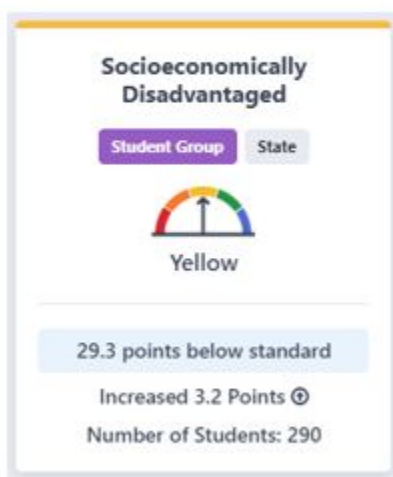 Socioeconomically
Disadvantaged
Student Group State
Yellow
29.3 points below standard
Increased 3.2 Points
Number of Students: 290